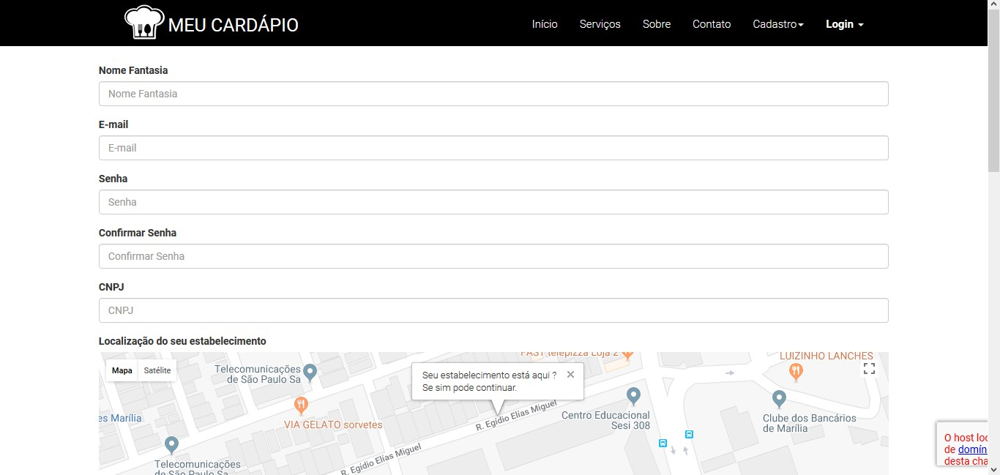 MEU CARDÁPIO
Início Serviços Sobre Contato Cadastro Login
Nome Fantasia
Nome Fantasia
E-mail
E-mail
Senha
Senha
Confirmar Senha
Confirmar Senha
CNPJ
CNPJ
Localização do seu estabelecimento
Mapa Satélite
Telecomunicações
de São Paulo Sa
FAST telepizza Loja 2
LUIZINHO LANCHES
Seu estabelecimento está aqui ?
Se sim pode continuar.
es Marília
VIA GELATO sorvetes
R. Egídio Elías Miguel
Centro Educacional
Sesi 308
Clube dos Bancários
de Marília
R. Egídio Elías Miguel
Telecomunicações
de São Paulo Sa
O host loc
de domín
desta cha